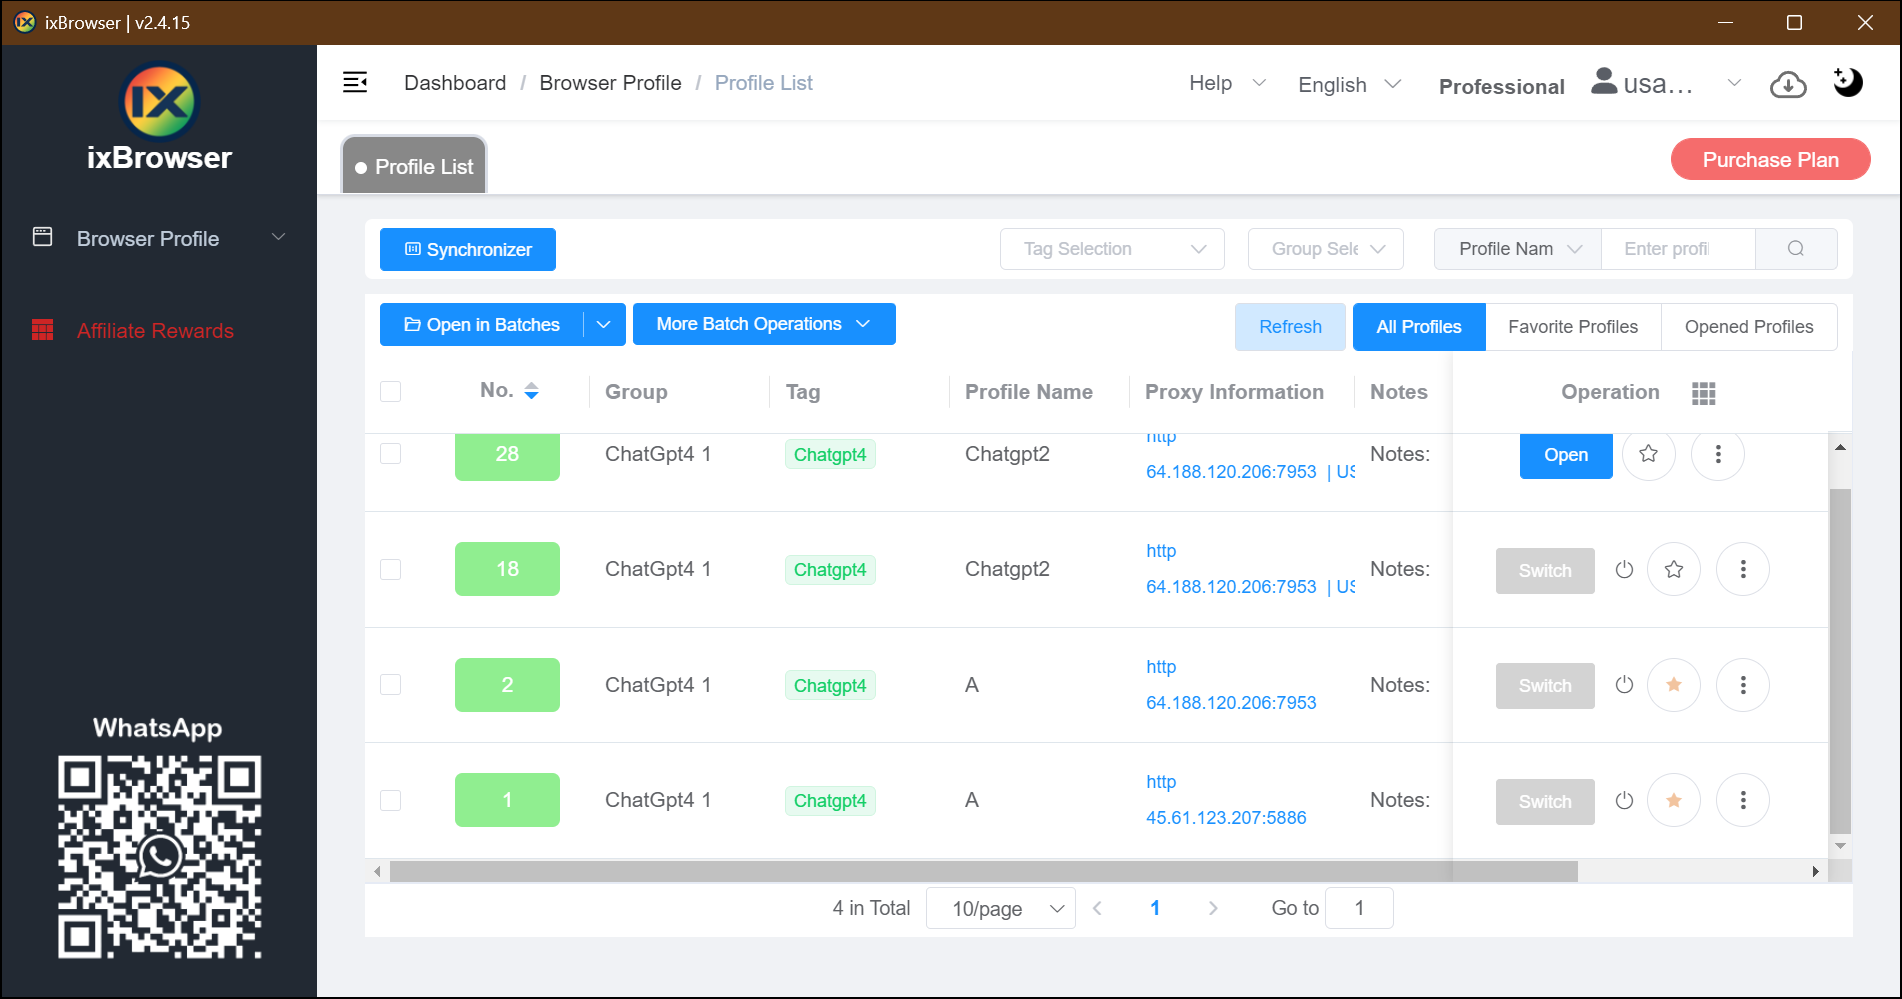 ixBrowser | v2.4.15
IX
ixBrowser
Browser Profile
Affiliate Rewards
WhatsApp
Dashboard / Browser Profile / Profile List
Help English Professional usa...
Profile List
Purchase Plan
Synchronizer Tag Selection Group Sele Profile Nam Enter profil
Open in Batches More Batch Operations Refresh All Profiles Favorite Profiles Opened Profiles
No. Group Tag Profile Name Proxy Information Notes Operation
28 ChatGpt4 1 Chatgpt4 Chatgpt2 http Notes: Open
64.188.120.206:7953 | US
18 ChatGpt4 1 Chatgpt4 Chatgpt2 http Notes: Switch
64.188.120.206:7953 | US
2 ChatGpt4 1 Chatgpt4 A http Notes: Switch
64.188.120.206:7953
1 ChatGpt4 1 Chatgpt4 A http Notes: Switch
45.61.123.207:5886
4 in Total 10/page 1 Go to 1